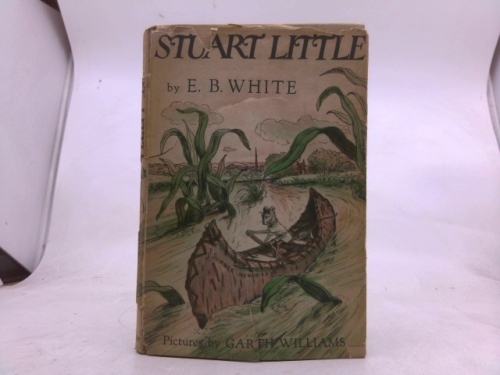 STUART LITTLE
by E. B. WHITE
Pictures by GARTH WILLIAMS